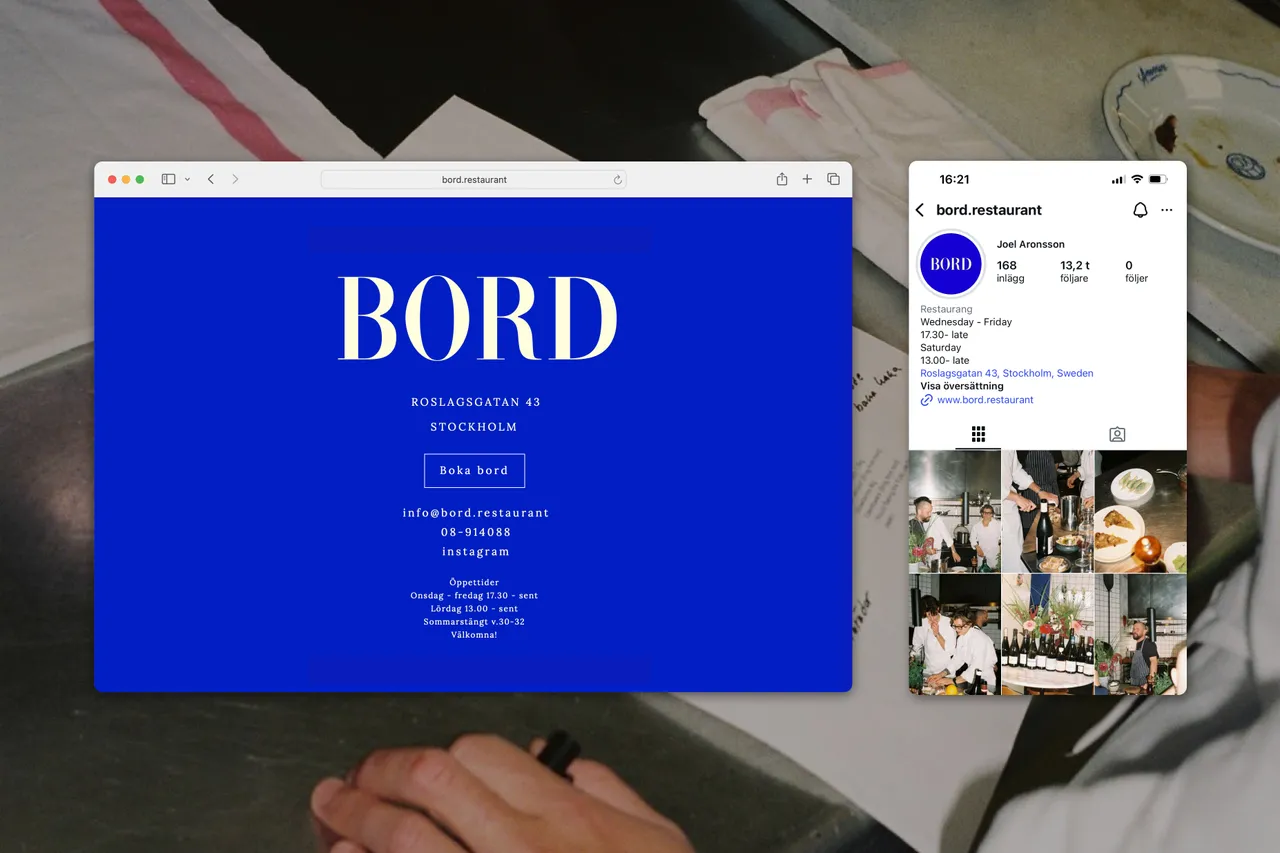 bord.restaurant
BORD
ROSLAGSGATAN 43
STOCKHOLM
Boka bord
info@bord.restaurant
08-914088
instagram
Öppettider
Onsdag - fredag 17.30 - sent
Lördag 13.00 - sent
Sommarstängt v.30-32
Välkomna!
16:21
bord.restaurant
BORD
Joel Aronsson
168
13,2 t
0
inlägg
följare
följer
Restaurang
Wednesday - Friday
17.30- late
Saturday
13.00- late
Roslagsgatan 43, Stockholm, Sweden
Visa översättning
www.bord.restaurant